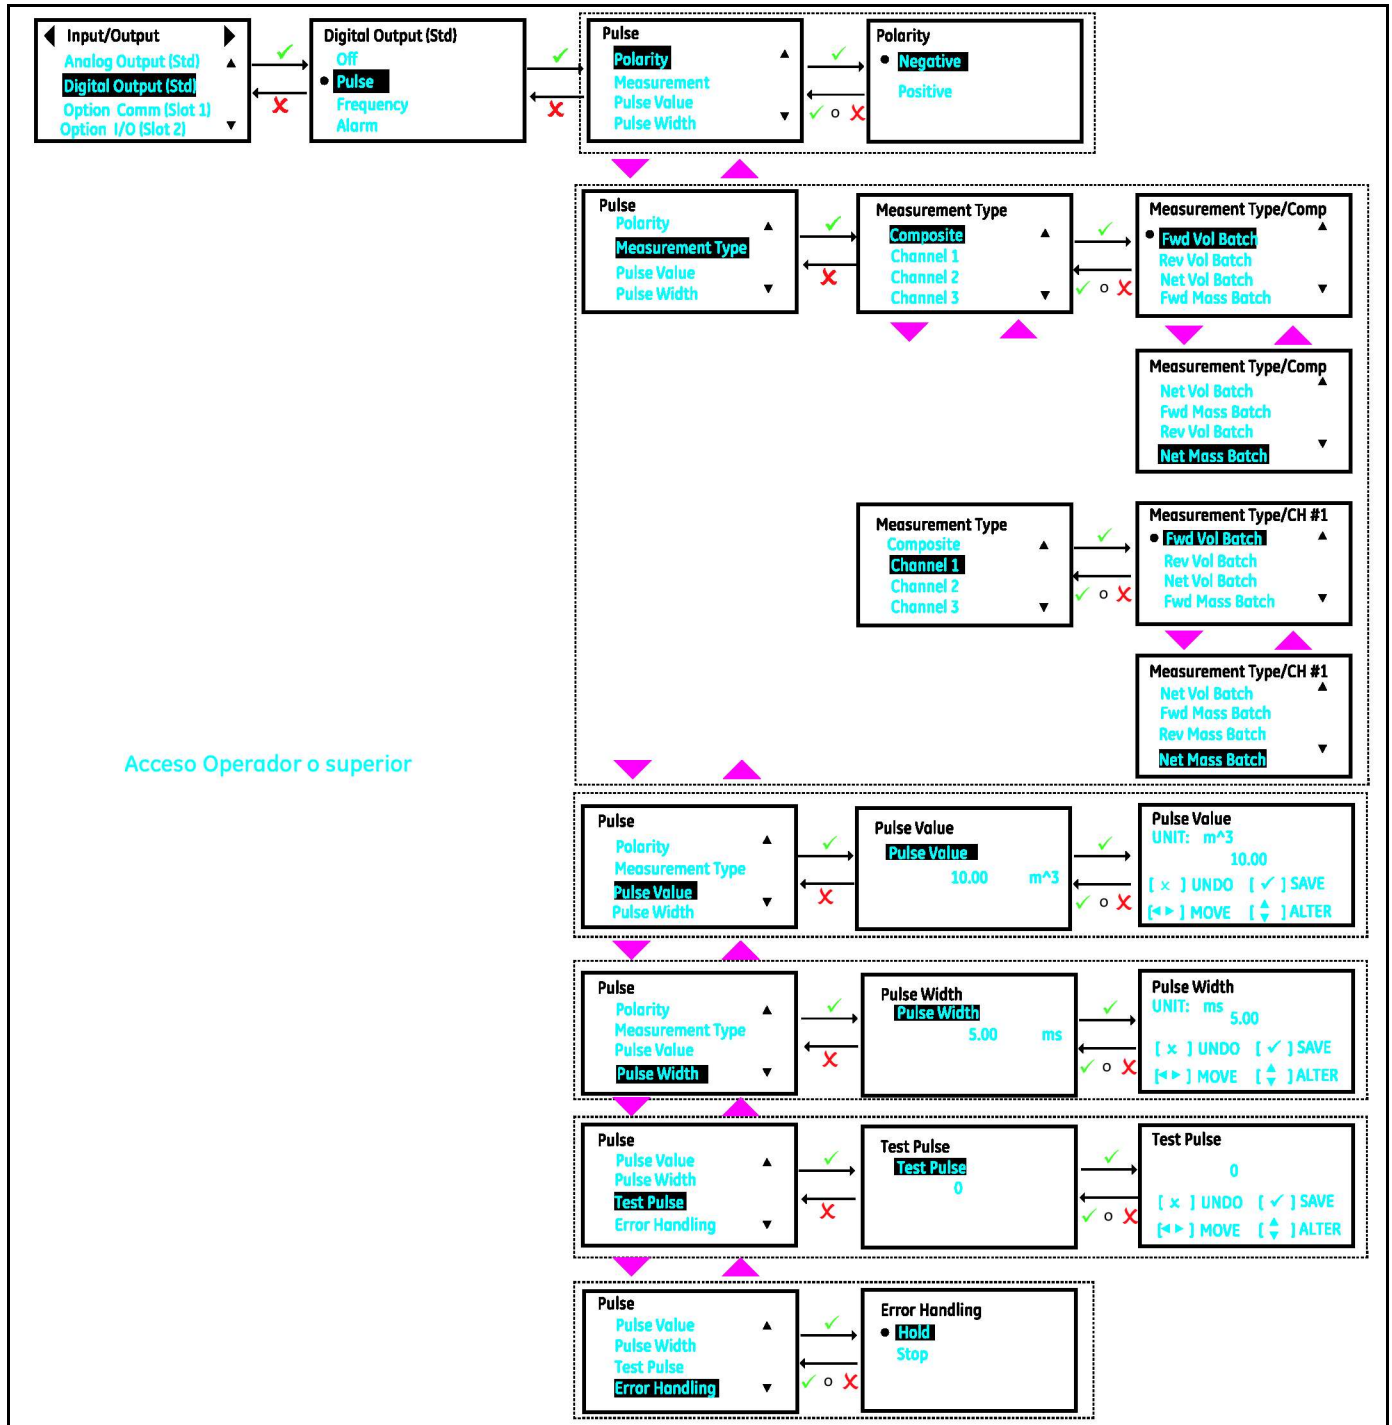 Input/Output
Analog Output (Std)
Digital Output (Std)
Option Comm (Slot 1)
Option I/O (Slot 2)
Digital Output (Std)
Off
Pulse
Frequency
Alarm
Pulse
Polarity
Measurement
Pulse Value
Pulse Width
o
Polarity
Negative
Positive
Pulse
Polarity
Measurement Type
Pulse Value
Pulse Width
Measurement Type
Composite
Channel 1
Channel 2
Channel 3
o
Measurement Type/Comp
Fwd Vol Batch
Rev Vol Batch
Net Vol Batch
Fwd Mass Batch
Measurement Type/Comp
Net Vol Batch
Fwd Mass Batch
Rev Vol Batch
Net Mass Batch
Measurement Type
Composite
Channel 1
Channel 2
Channel 3
o
Measurement Type/CH #1
Fwd Vol Batch
Rev Vol Batch
Net Vol Batch
Fwd Mass Batch
Measurement Type/CH #1
Net Vol Batch
Fwd Mass Batch
Rev Mass Batch
Net Mass Batch
Acceso Operador o superior
Pulse
Polarity
Measurement Type
Pulse Value
Pulse Width
Pulse Value
Pulse Value
10.00 m^3
o
Pulse Value
UNIT: m^3
10.00
[ x ] UNDO [ ✓ ] SAVE
[◄ ►] MOVE [ ▲▼ ] ALTER
Pulse
Polarity
Measurement Type
Pulse Value
Pulse Width
Pulse Width
Pulse Width
5.00 ms
o
Pulse Width
UNIT: ms
5.00
[ x ] UNDO [ ✓ ] SAVE
[◄ ►] MOVE [ ▲▼ ] ALTER
Pulse
Pulse Value
Pulse Width
Test Pulse
Error Handling
Test Pulse
Test Pulse
0
o
Test Pulse
0
[ x ] UNDO [ ✓ ] SAVE
[◄ ►] MOVE [ ▲▼ ] ALTER
Pulse
Pulse Value
Pulse Width
Test Pulse
Error Handling
o
Error Handling
Hold
Stop